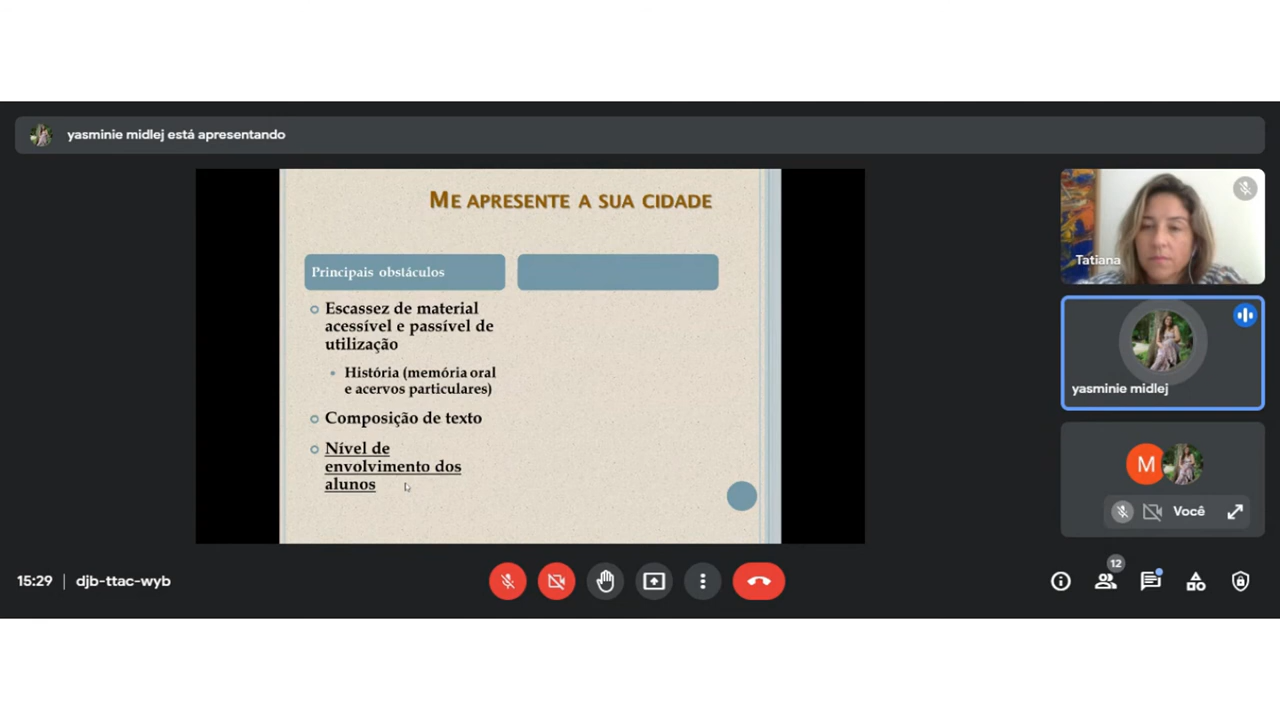 yasminie midlej está apresentando
ME APRESENTE A SUA CIDADE
Principais obstáculos
Escassez de material
acessível e passível de
utilização
História (memória oral
e acervos particulares)
Composição de texto
Nível de
envolvimento dos
alunos
Tatiana
yasminie midlej
M
Você
15:29 | djb-ttac-wyb
12